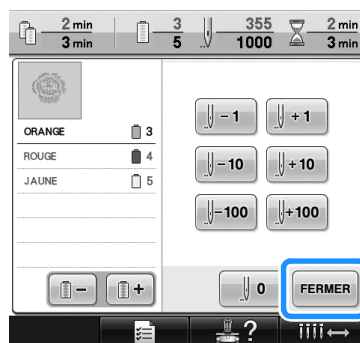 2 min
3 min
3
5
355
1000
2 min
3 min
ORANGE 3
ROUGE 4
JAUNE 5
- 1
+ 1
- 10
+ 10
-100
+100
- +
0
FERMER
?